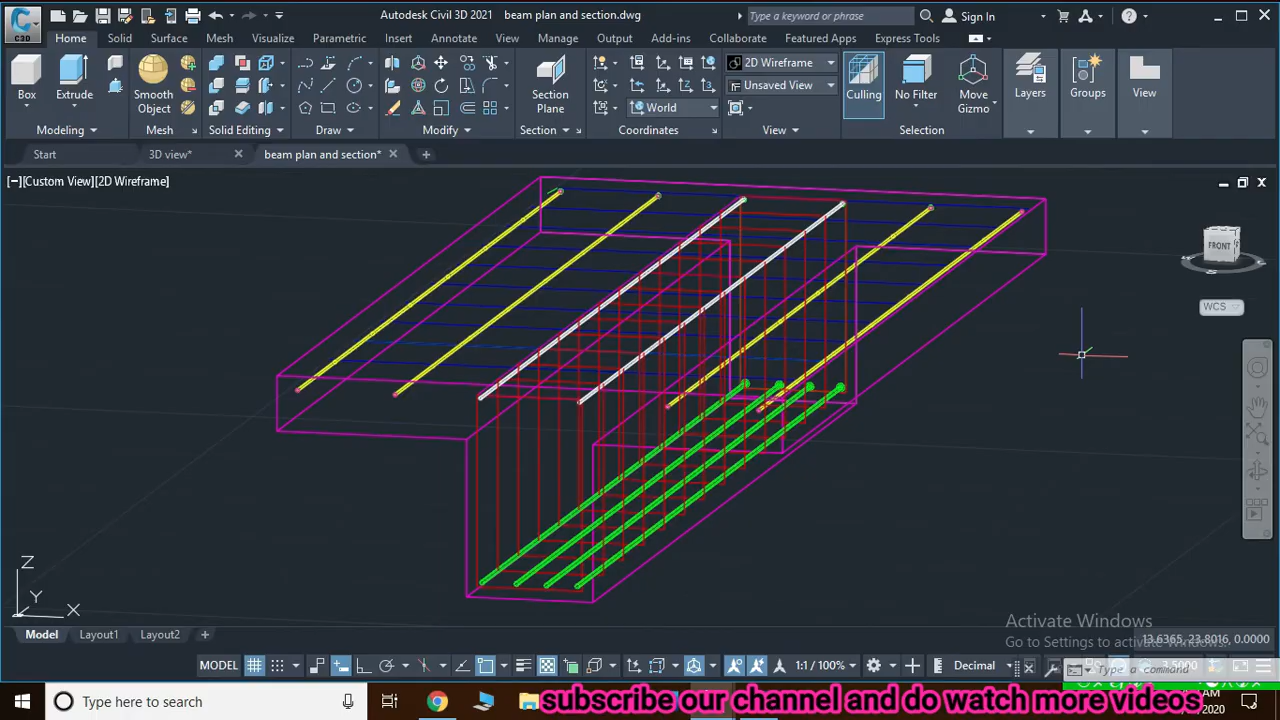 Autodesk Civil 3D 2021 beam plan and section.dwg
Type a keyword or phrase
Sign In
C3D
Home Solid Surface Mesh Visualize Parametric Insert Annotate View Manage Output Add-ins Collaborate Featured Apps Express Tools
Box
Extrude
Smooth
Object
Section
Plane
World
2D Wireframe
Unsaved View
Culling
No Filter
Move
Gizmo
Layers
Groups
View
Modeling
Mesh
Solid Editing
Draw
Modify
Section
Coordinates
View
Selection
Start
3D view*
beam plan and section*
[−][Custom View][2D Wireframe]
FRONT
WCS
Z
Y
X
Activate Windows
Go to Settings to activate Windows.
13.6365, 23.8016, 0.0000
Model Layout1 Layout2
MODEL
1:1/100%
Decimal
Type a command
Type here to search
subscribe our channel and do watch more videos